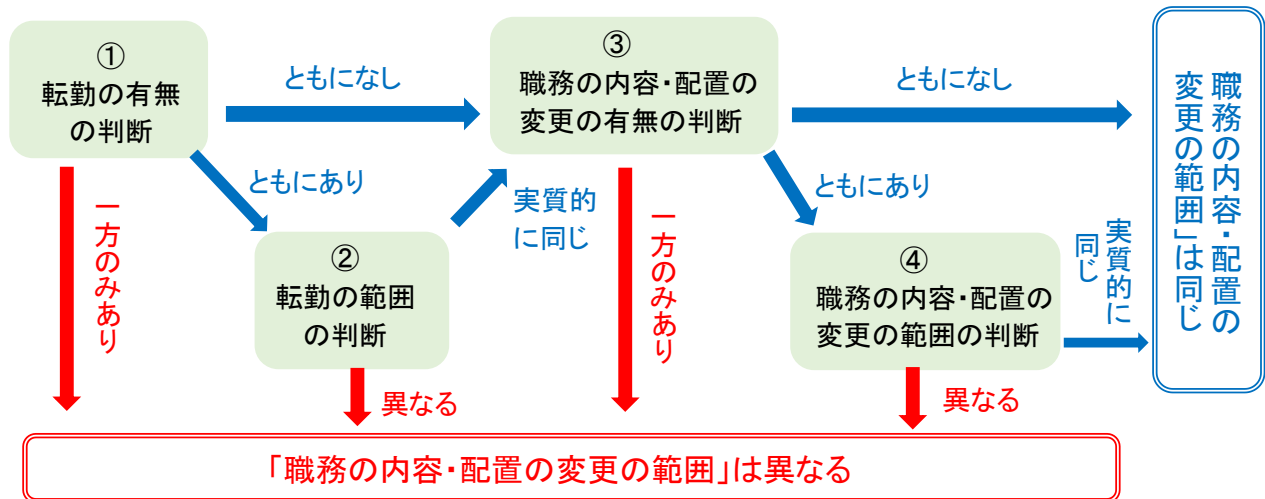 ①
転勤の有無
の判断
ともになし
③
職務の内容・配置の
変更の有無の判断
ともになし
ともにあり
一方のみあり
②
転勤の範囲
の判断
実質的
に同じ
異なる
一方のみあり
ともにあり
④
職務の内容・配置の
変更の範囲の判断
実質的に
同じ
異なる
職務の内容・配置の
変更の範囲」は同じ
「職務の内容・配置の変更の範囲」は異なる